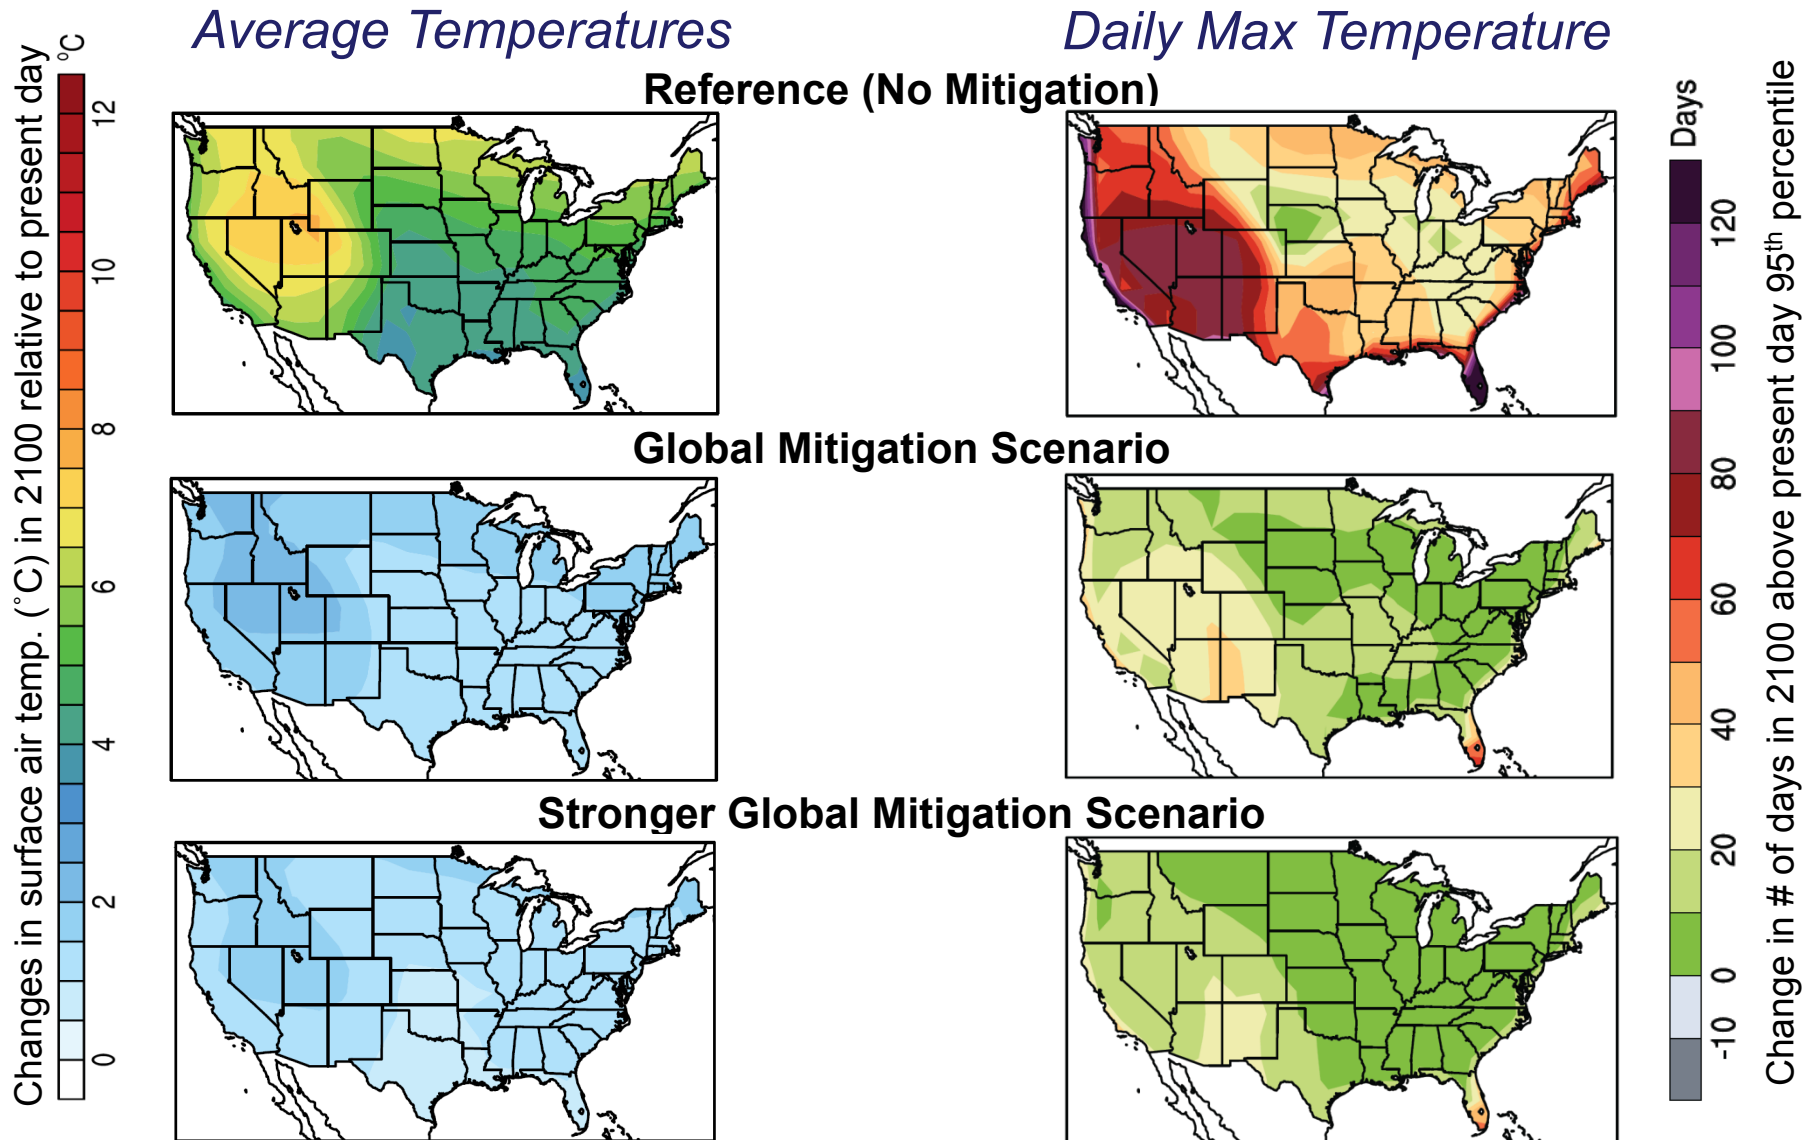 Average Temperatures
Daily Max Temperature
Reference (No Mitigation)
Changes in surface air temp. (˚C) in 2100 relative to present day
°C
12
10
8
6
4
2
0
Days
120
100
80
60
40
20
0
-10
Change in # of days in 2100 above present day 95th percentile
Global Mitigation Scenario
Stronger Global Mitigation Scenario